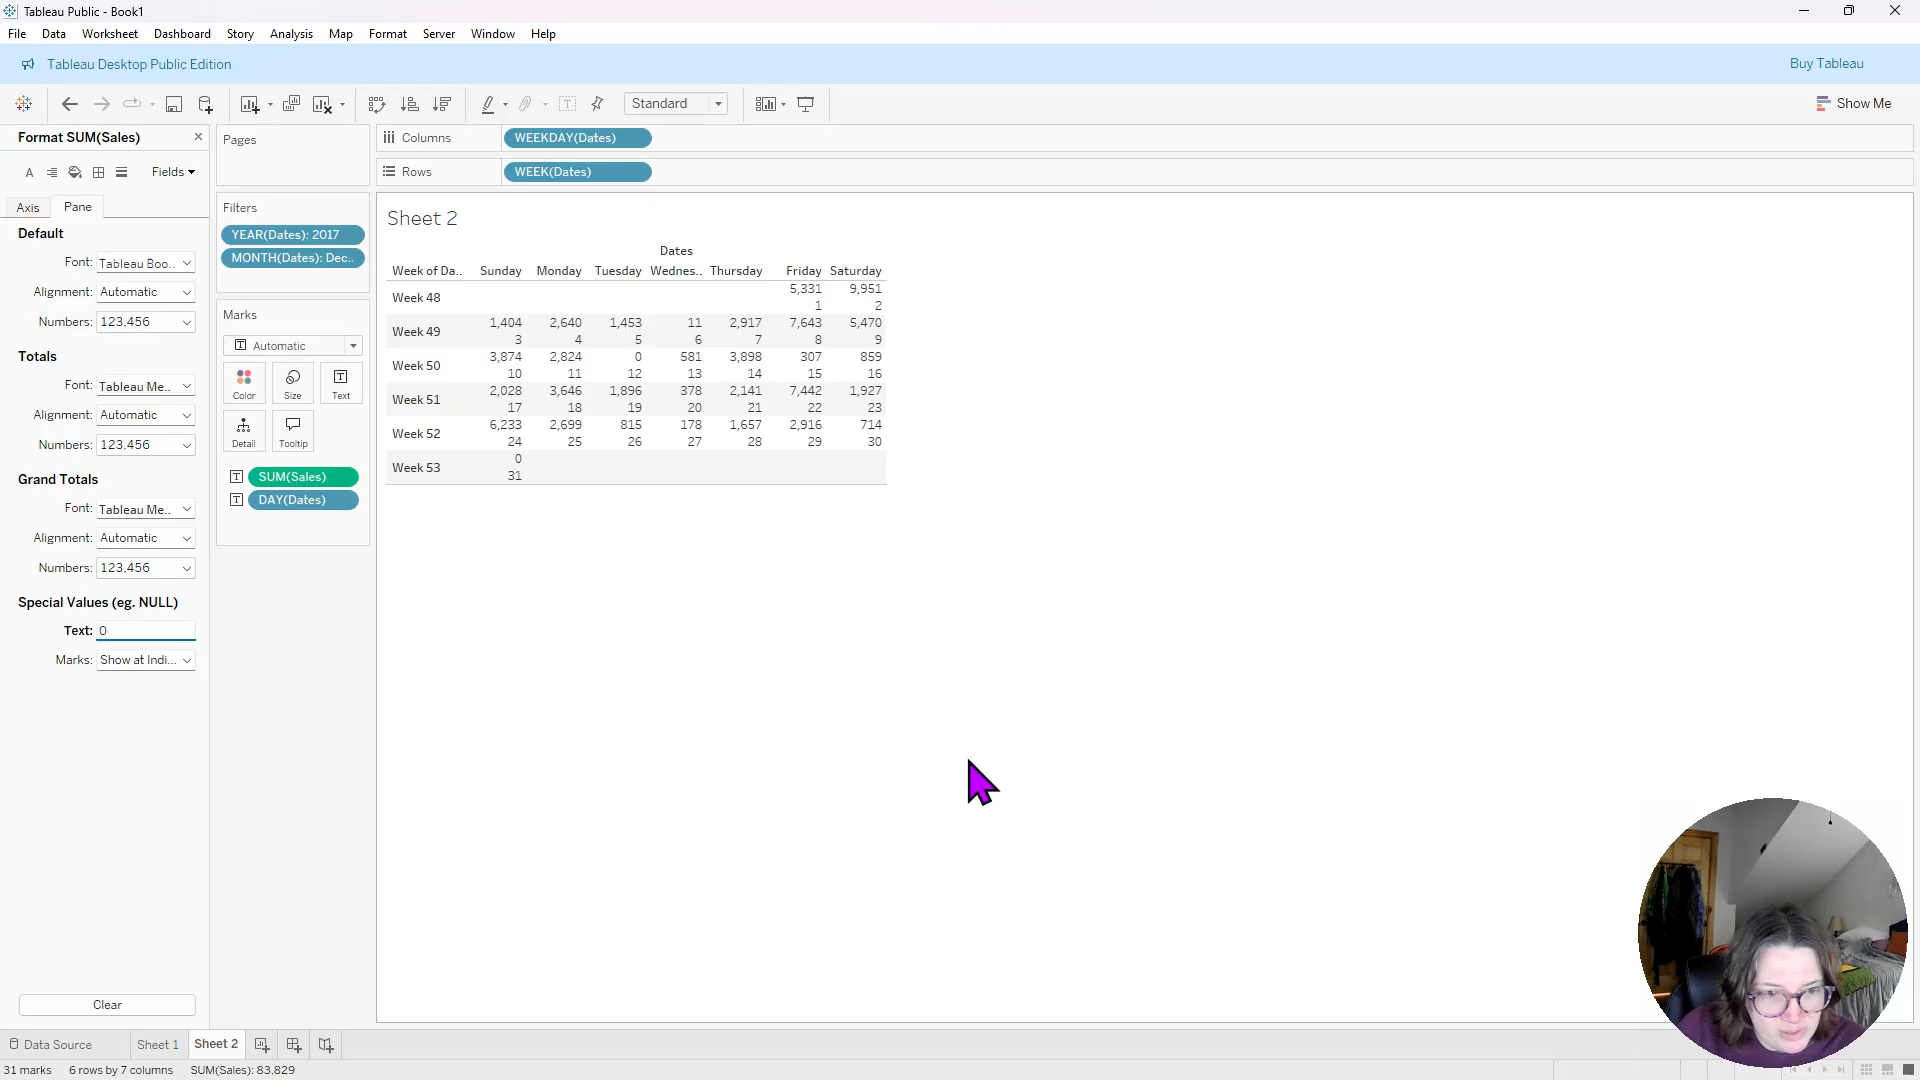 Tableau Public - Book1
File Data Worksheet Dashboard Story Analysis Map Format Server Window Help
Tableau Desktop Public Edition Buy Tableau
Standard Show Me
Format SUM(Sales)
Fields
Axis Pane
Default
Font: Tableau Boo..
Alignment: Automatic
Numbers: 123,456
Totals
Font: Tableau Me..
Alignment: Automatic
Numbers: 123,456
Grand Totals
Font: Tableau Me..
Alignment: Automatic
Numbers: 123,456
Special Values (eg. NULL)
Text: 0
Marks: Show at Indi...
Clear
Pages
Filters
YEAR(Dates): 2017
MONTH(Dates): Dec..
Marks
Automatic
Color Size Text
Detail Tooltip
SUM(Sales)
DAY(Dates)
Columns WEEKDAY(Dates)
Rows WEEK(Dates)
Sheet 2
Dates
Week of Da.. Sunday Monday Tuesday Wednes.. Thursday Friday Saturday
Week 48 5,331 9,951
1 2
Week 49 1,404 2,640 1,453 11 2,917 7,643 5,470
3 4 5 6 7 8 9
Week 50 3,874 2,824 0 581 3,898 307 859
10 11 12 13 14 15 16
Week 51 2,028 3,646 1,896 378 2,141 7,442 1,927
17 18 19 20 21 22 23
Week 52 6,233 2,699 815 178 1,657 2,916 714
24 25 26 27 28 29 30
Week 53 0
31
Data Source Sheet 1 Sheet 2
31 marks 6 rows by 7 columns SUM(Sales): 83,829